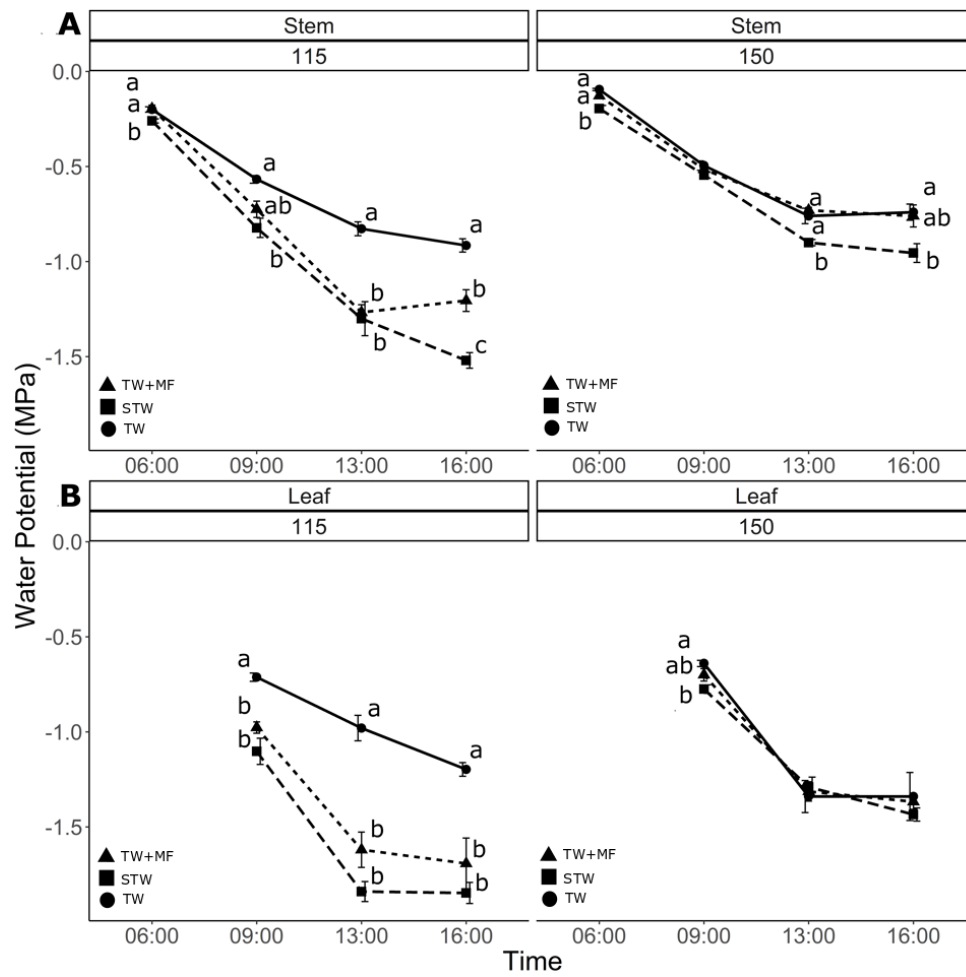 A
Stem
Stem
115
150
0.0
-0.5
-1.0
-1.5
a
a
b
a
ab
b
a
b
b
a
b
c
TW+MF
STW
TW
06:00 09:00 13:00 16:00
a
a
b
a
a
b
a
ab
b
TW+MF
STW
TW
06:00 09:00 13:00 16:00
Water Potential (MPa)
B
Leaf
Leaf
115
150
0.0
-0.5
-1.0
-1.5
a
b
b
a
b
b
a
b
b
TW+MF
STW
TW
06:00 09:00 13:00 16:00
a
ab
b
TW+MF
STW
TW
06:00 09:00 13:00 16:00
Time